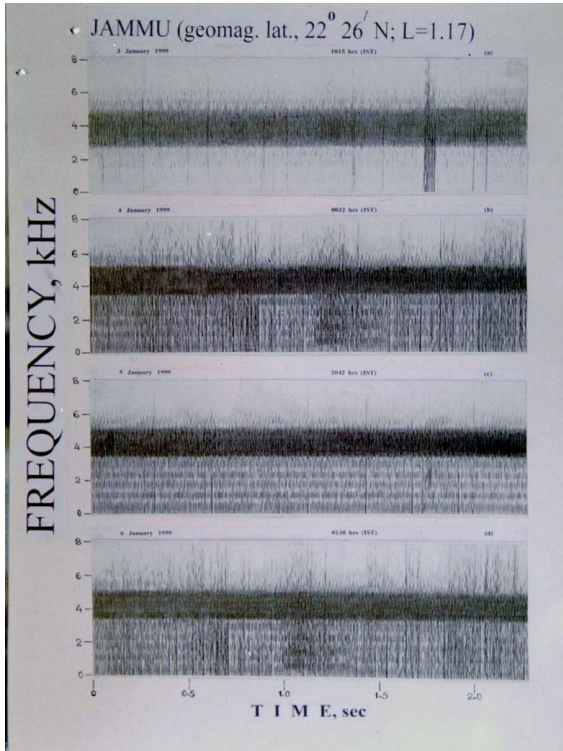 JAMMU (geomag. lat., 22° 26′ N; L=1.17)
3 January 1999 1015 hrs (IST) (a)
8
6
4
2
0
4 January 1999 0032 hrs (IST) (b)
8
6
4
2
0
5 January 1999 2042 hrs (IST) (c)
8
6
4
2
0
6 January 1999 0130 hrs (IST) (d)
8
6
4
2
0
0 0.5 1.0 1.5 2.0
T I M E, sec
FREQUENCY, kHz